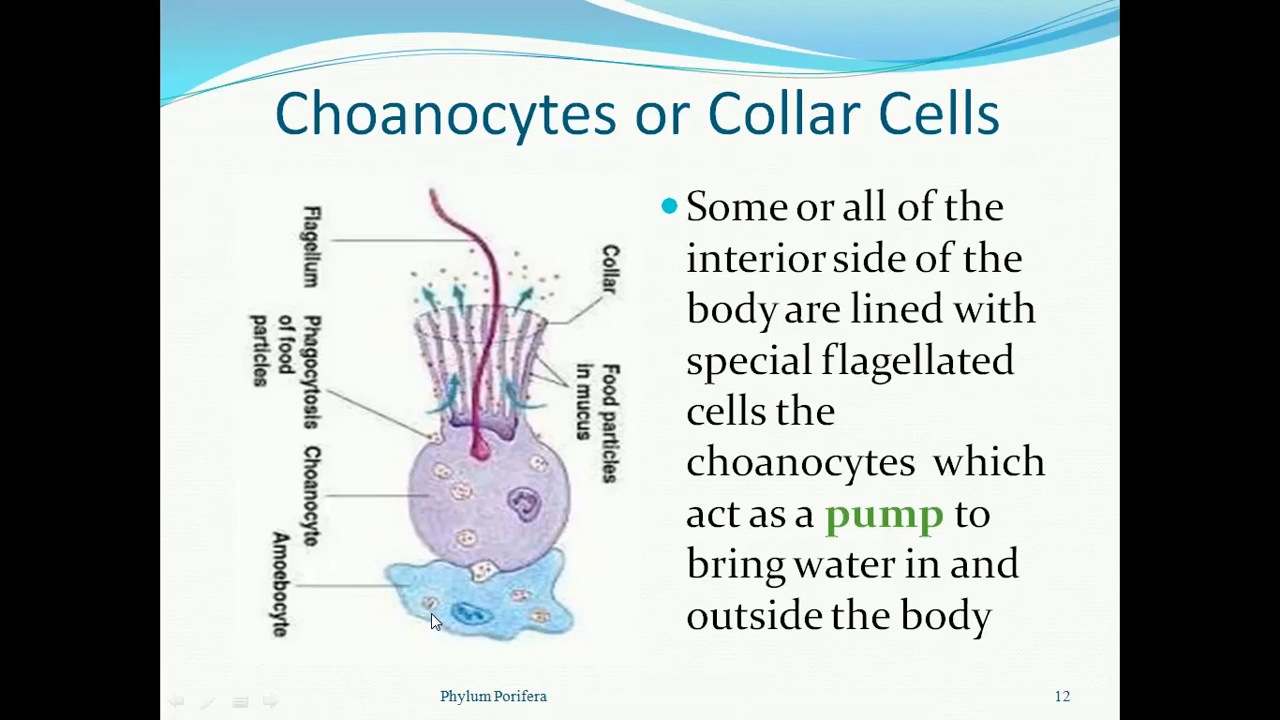 Choanocytes or Collar Cells
Flagellum
Collar
Phagocytosis
of food
particles
Food particles
in mucus
Choanocyte
Amoebocyte
Some or all of the
interior side of the
body are lined with
special flagellated
cells the
choanocytes which
act as a pump to
bring water in and
outside the body
Phylum Porifera
12